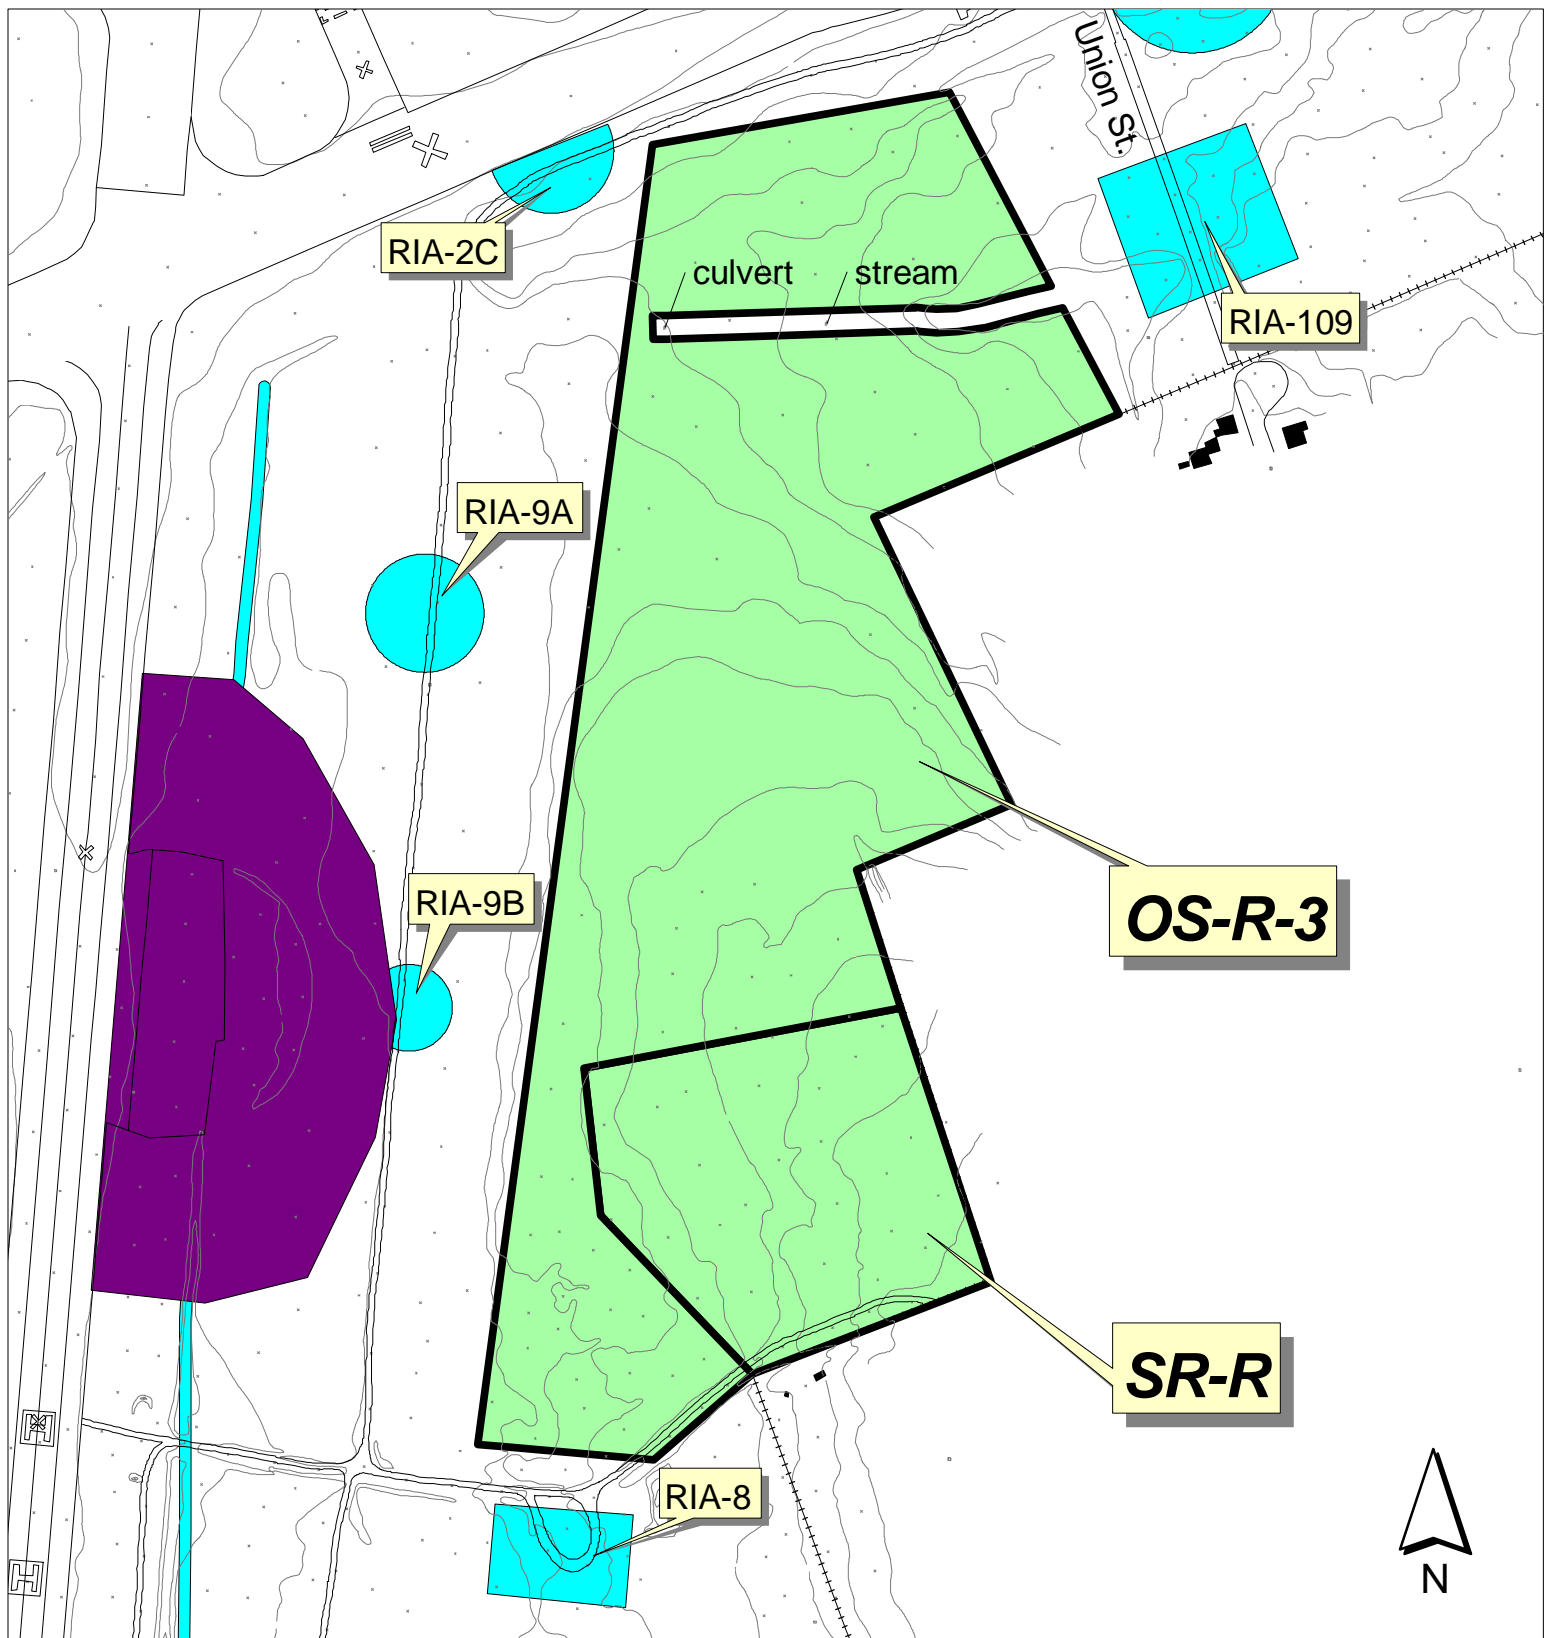 Union St.
RIA-2C
culvert
stream
RIA-109
RIA-9A
RIA-9B
OS-R-3
SR-R
RIA-8
H
H
N